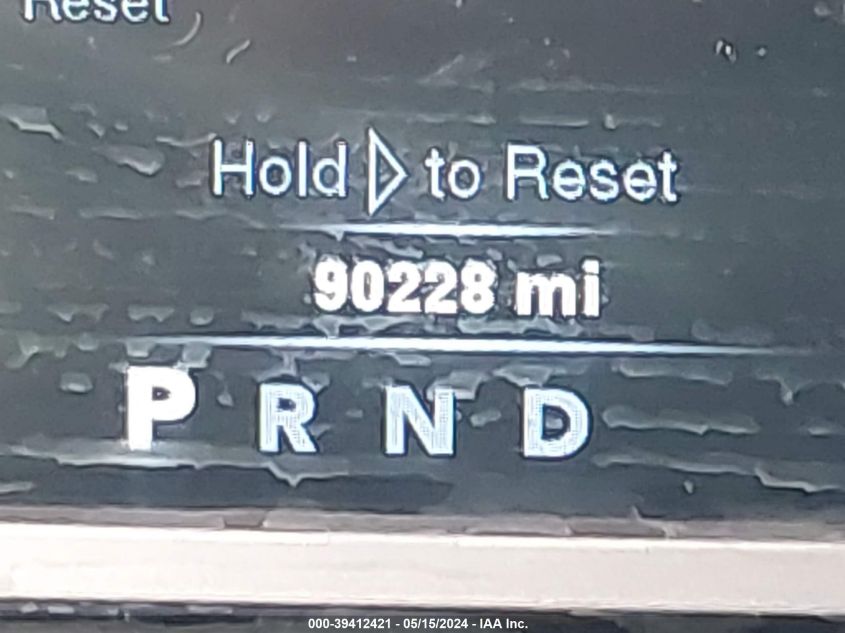 Reset
Hold ▷ to Reset
90228 mi
P R N D
000-39412421 - 05/15/2024 - IAA Inc.